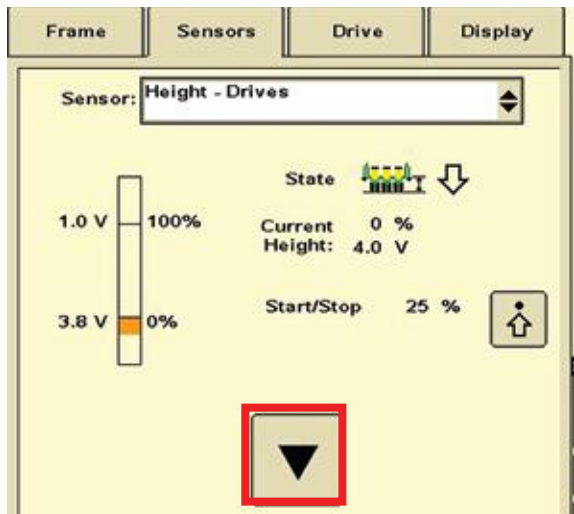 Frame Sensors Drive Display
Sensor: Height - Drives
State
1.0 V 100% Current 0 %
Height: 4.0 V
Start/Stop 25 %
3.8 V 0%